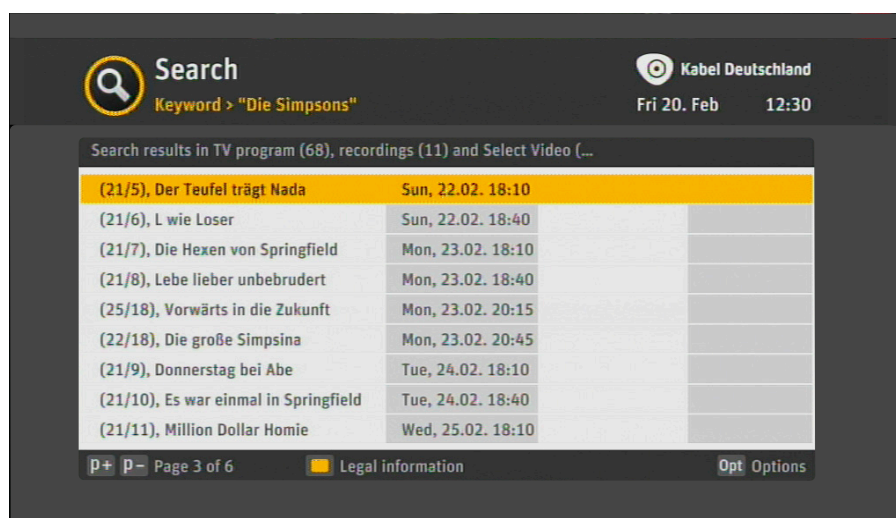 Search
Kabel Deutschland
Keyword > "Die Simpsons"
Fri 20. Feb 12:30
Search results in TV program (68), recordings (11) and Select Video (...
(21/5), Der Teufel trägt Nada Sun, 22.02. 18:10
(21/6), L wie Loser Sun, 22.02. 18:40
(21/7), Die Hexen von Springfield Mon, 23.02. 18:10
(21/8), Lebe lieber unbebrudert Mon, 23.02. 18:40
(25/18), Vorwärts in die Zukunft Mon, 23.02. 20:15
(22/18), Die große Simpsina Mon, 23.02. 20:45
(21/9), Donnerstag bei Abe Tue, 24.02. 18:10
(21/10), Es war einmal in Springfield Tue, 24.02. 18:40
(21/11), Million Dollar Homie Wed, 25.02. 18:10
p+ p- Page 3 of 6 Legal information Opt Options